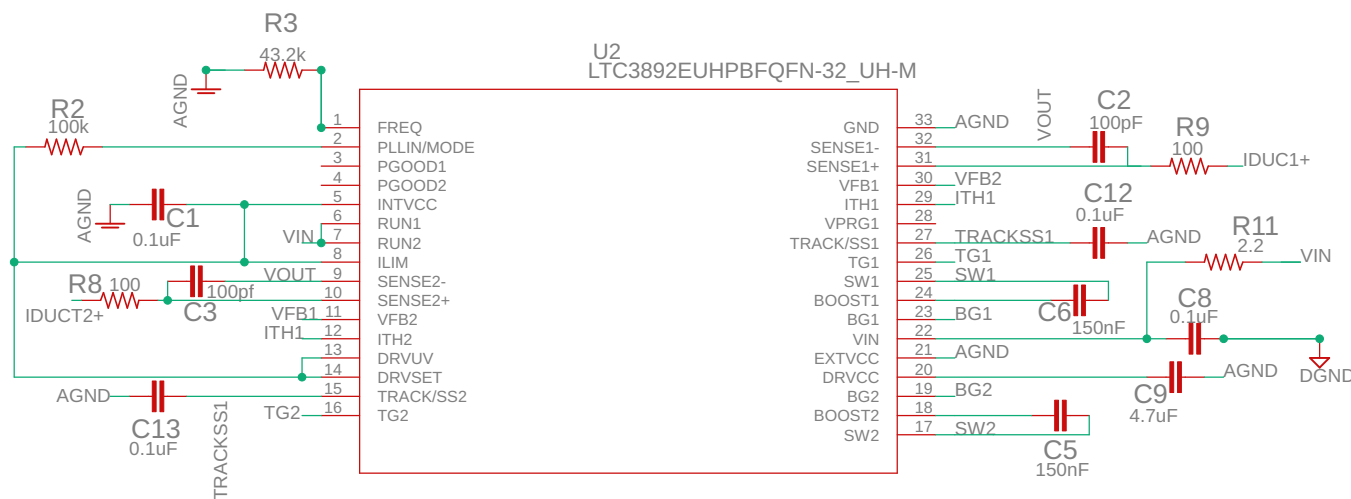 R3
43.2k
AGND
U2
LTC3892EUHPBFQFN-32_UH-M
R2
100k
AGND
C1
0.1uF
VIN
R8
100
VOUT
100pf
C3
IDUCT2+
VFB1
ITH1
AGND
C13
0.1uF
TRACKSS1
TG2
1 FREQ
2 PLLIN/MODE
3 PGOOD1
4 PGOOD2
5 INTVCC
6 RUN1
7 RUN2
8 ILIM
9 SENSE2-
10 SENSE2+
11 VFB2
12 ITH2
13 DRVUV
14 DRVSET
15 TRACK/SS2
16 TG2
GND 33 AGND
SENSE1- 32
SENSE1+ 31
VFB1 30 VFB2
ITH1 29 ITH1
VPRG1 28
TRACK/SS1 27 TRACKSS1
TG1 26 TG1
SW1 25 SW1
BOOST1 24
BG1 23 BG1
VIN 22
EXTVCC 21 AGND
DRVCC 20
BG2 19 BG2
BOOST2 18
SW2 17 SW2
VOUT
C2
100pF
R9
100
IDUC1+
C12
0.1uF
AGND
R11
2.2
VIN
C6
150nF
C8
0.1uF
DGND
C9
4.7uF
AGND
C5
150nF